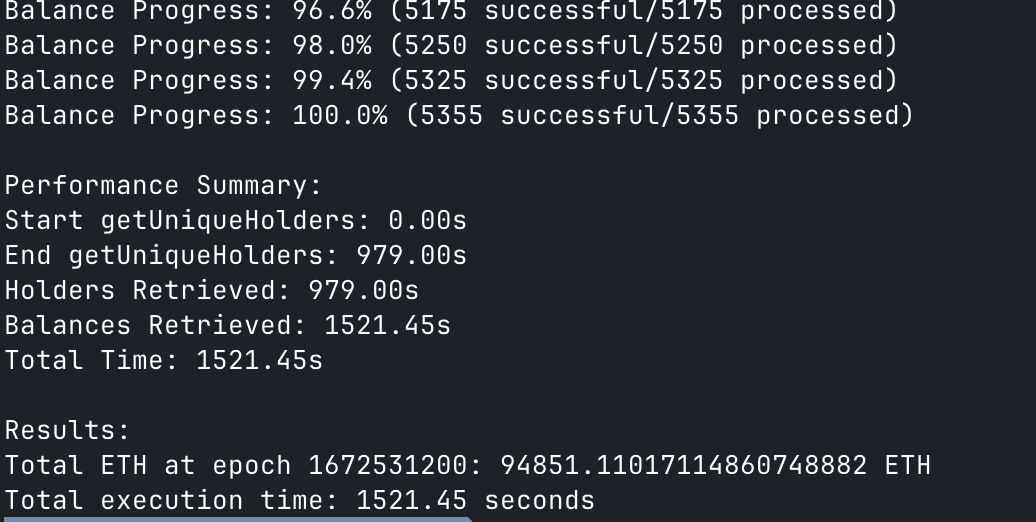 Balance Progress: 96.6% (5175 successful/5175 processed)
Balance Progress: 98.0% (5250 successful/5250 processed)
Balance Progress: 99.4% (5325 successful/5325 processed)
Balance Progress: 100.0% (5355 successful/5355 processed)
Performance Summary:
Start getUniqueHolders: 0.00s
End getUniqueHolders: 979.00s
Holders Retrieved: 979.00s
Balances Retrieved: 1521.45s
Total Time: 1521.45s
Results:
Total ETH at epoch 1672531200: 94851.11017114860748882 ETH
Total execution time: 1521.45 seconds